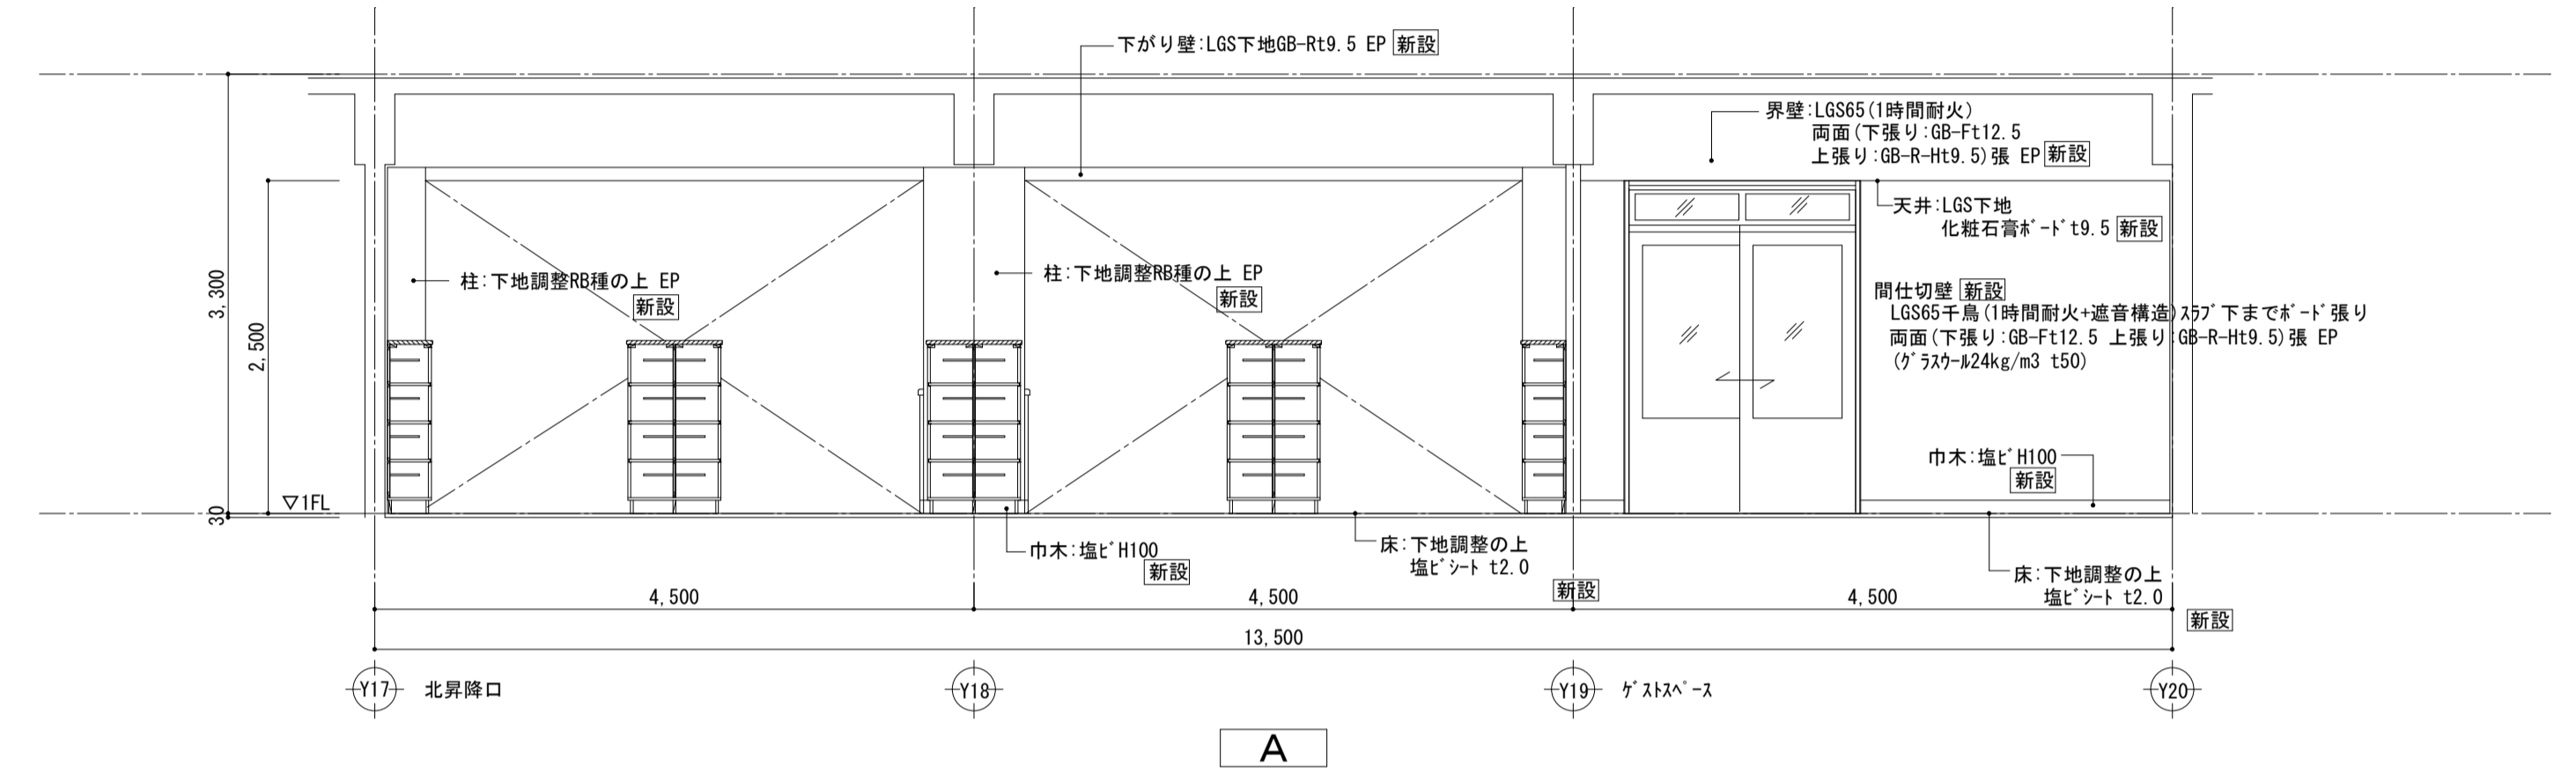 下がり壁:LGS下地GB-Rt9.5 EP 新設
界壁:LGS65(1時間耐火)
両面(下張り:GB-Ft12.5
上張り:GB-R-Ht9.5)張 EP 新設
天井:LGS下地
化粧石膏ﾎﾞｰﾄﾞt9.5 新設
3,300
2,500
30
▽1FL
柱:下地調整RB種の上 EP
新設
柱:下地調整RB種の上 EP
新設
間仕切壁 新設
LGS65千鳥(1時間耐火+遮音構造)ｽﾗﾌﾞ下までﾎﾞｰﾄﾞ張り
両面(下張り:GB-Ft12.5 上張り:GB-R-Ht9.5)張 EP
(ｸﾞﾗｽｳｰﾙ24kg/m3 t50)
巾木:塩ﾋﾞH100
新設
巾木:塩ﾋﾞH100
新設
床:下地調整の上
塩ﾋﾞｼｰﾄ t2.0
新設
床:下地調整の上
塩ﾋﾞｼｰﾄ t2.0
新設
4,500
4,500
4,500
13,500
Y17
北昇降口
Y18
Y19
ｹﾞｽﾄｽﾍﾟｰｽ
Y20
A